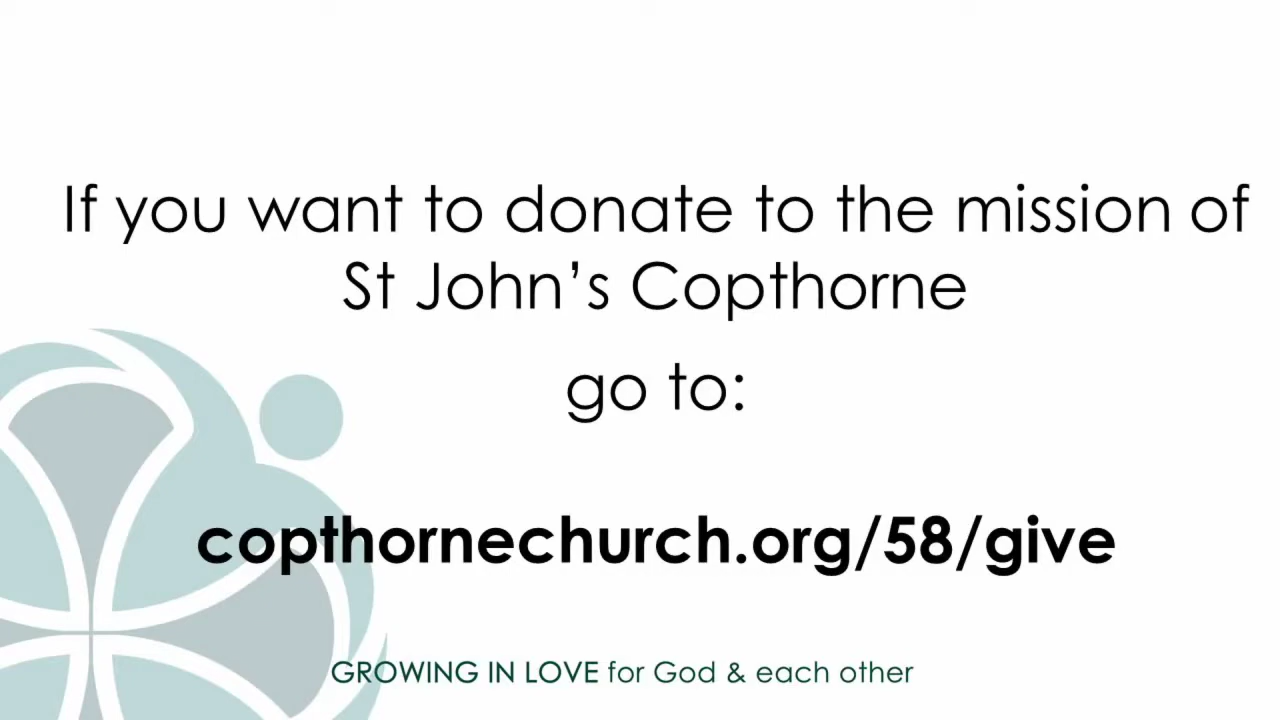 If you want to donate to the mission of
St John’s Copthorne
go to:
copthornechurch.org/58/give
GROWING IN LOVE for God & each other